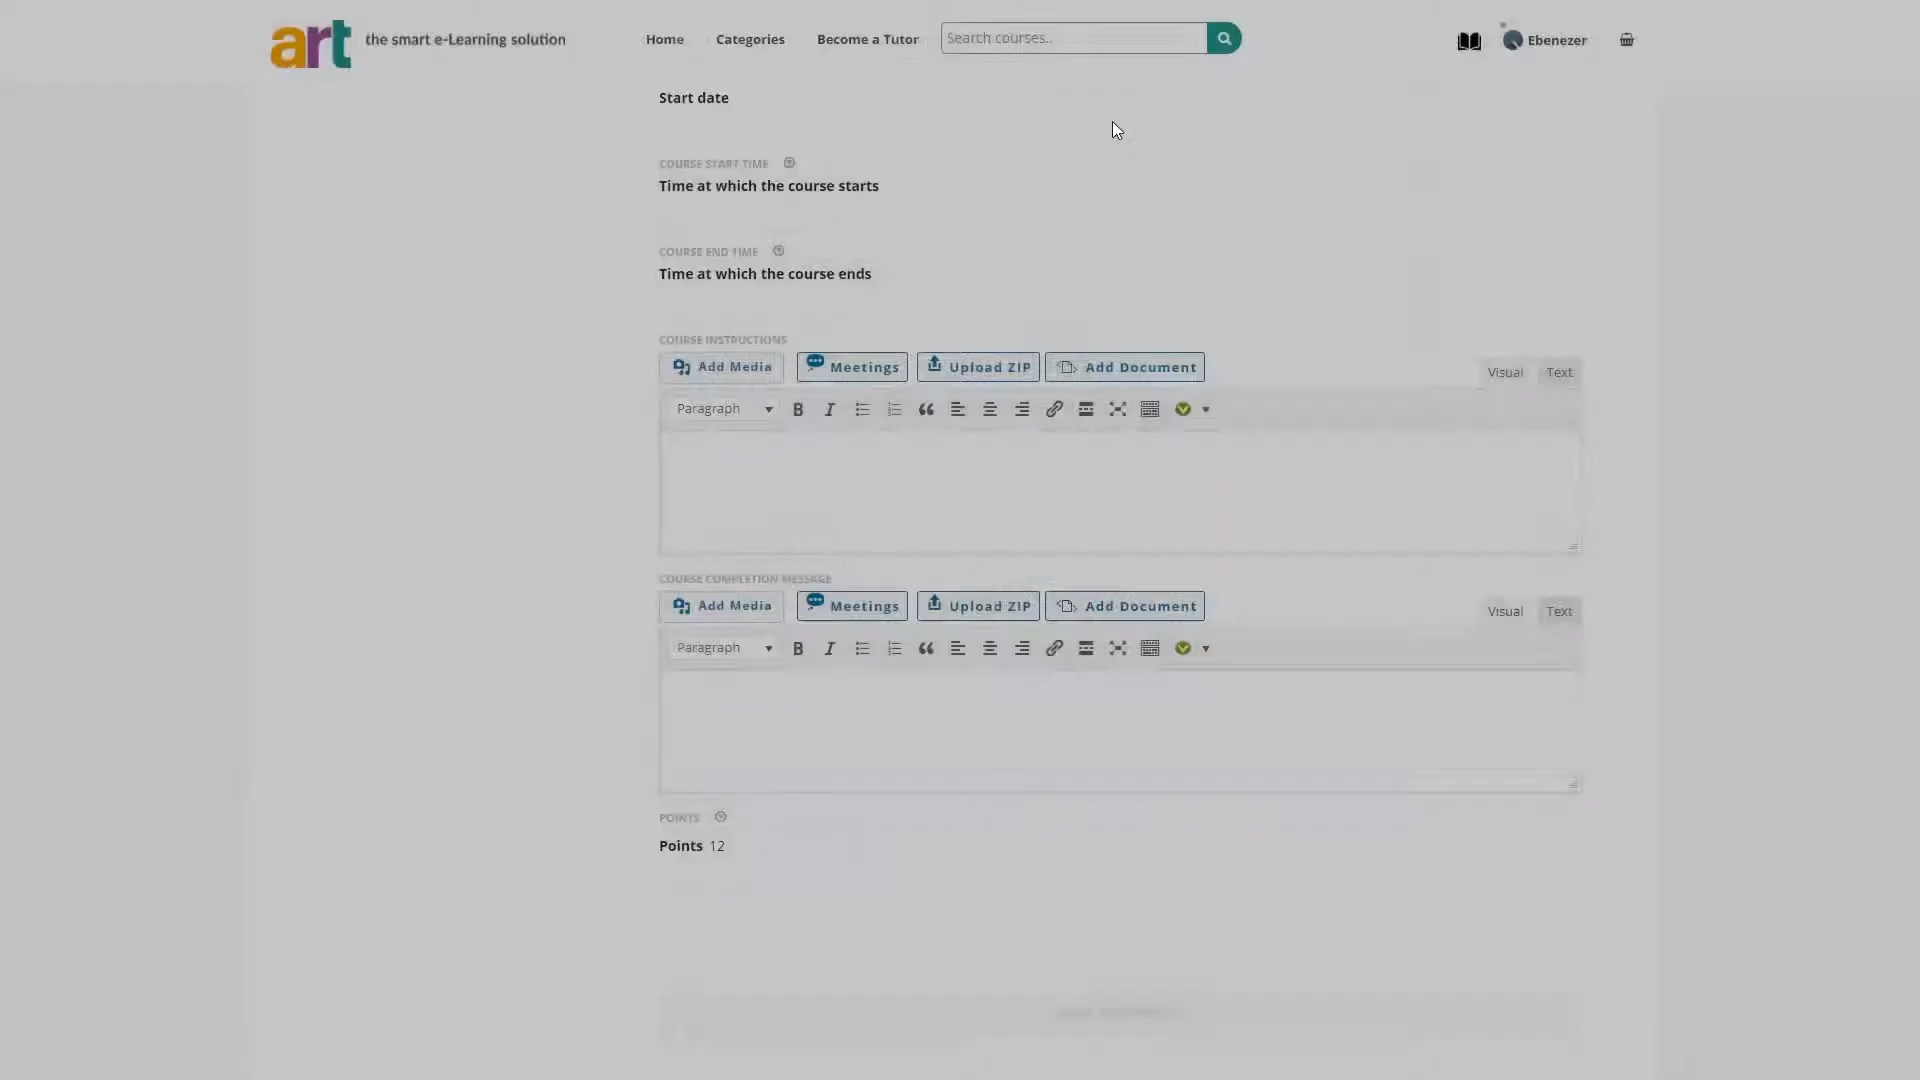 art the smart e-Learning solution Home Categories Become a Tutor Search courses.. Ebenezer
Start date
COURSE START TIME
Time at which the course starts
COURSE END TIME
Time at which the course ends
COURSE INSTRUCTIONS
Add Media Meetings Upload ZIP Add Document Visual Text
Paragraph
COURSE COMPLETION MESSAGE
Add Media Meetings Upload ZIP Add Document Visual Text
Paragraph
POINTS
Points 12